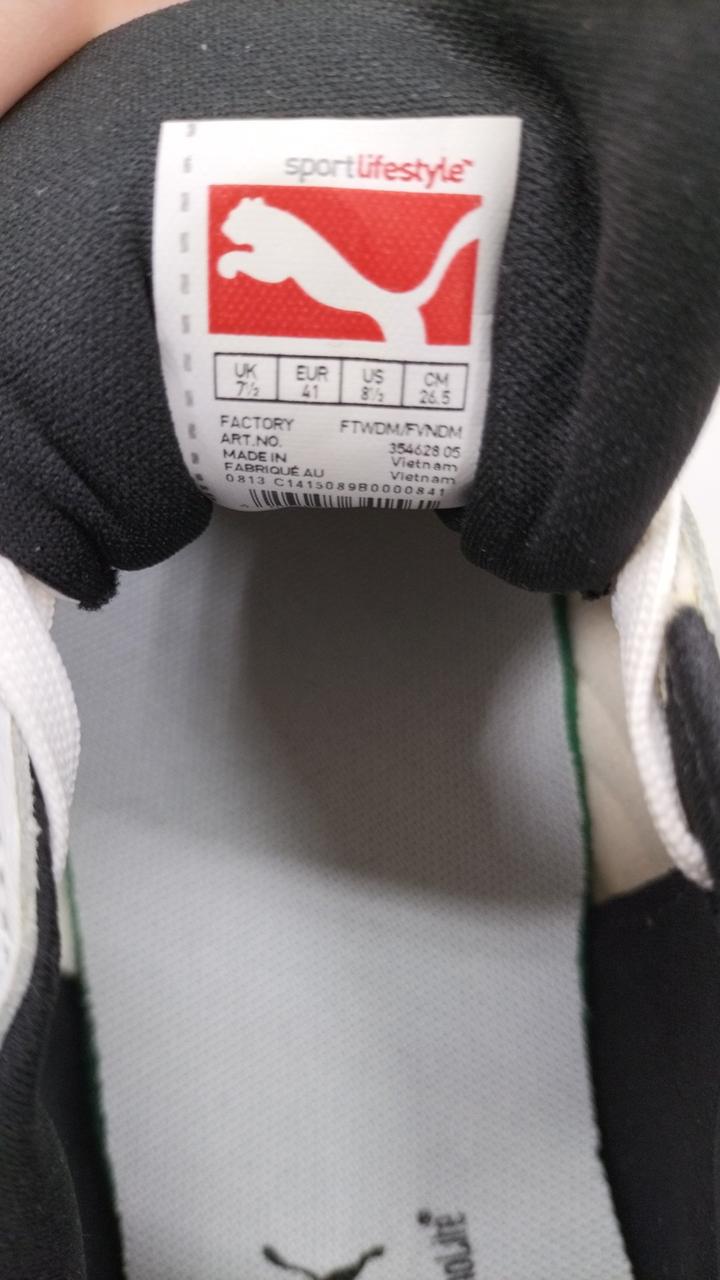 sportlifestyle™
UK EUR US CM
7½ 41 8½ 26.5
FACTORY FTWDM/FVNDM
ART.NO. 354628 05
MADE IN Vietnam
FABRIQUÉ AU Vietnam
0813 C1415089B0000841